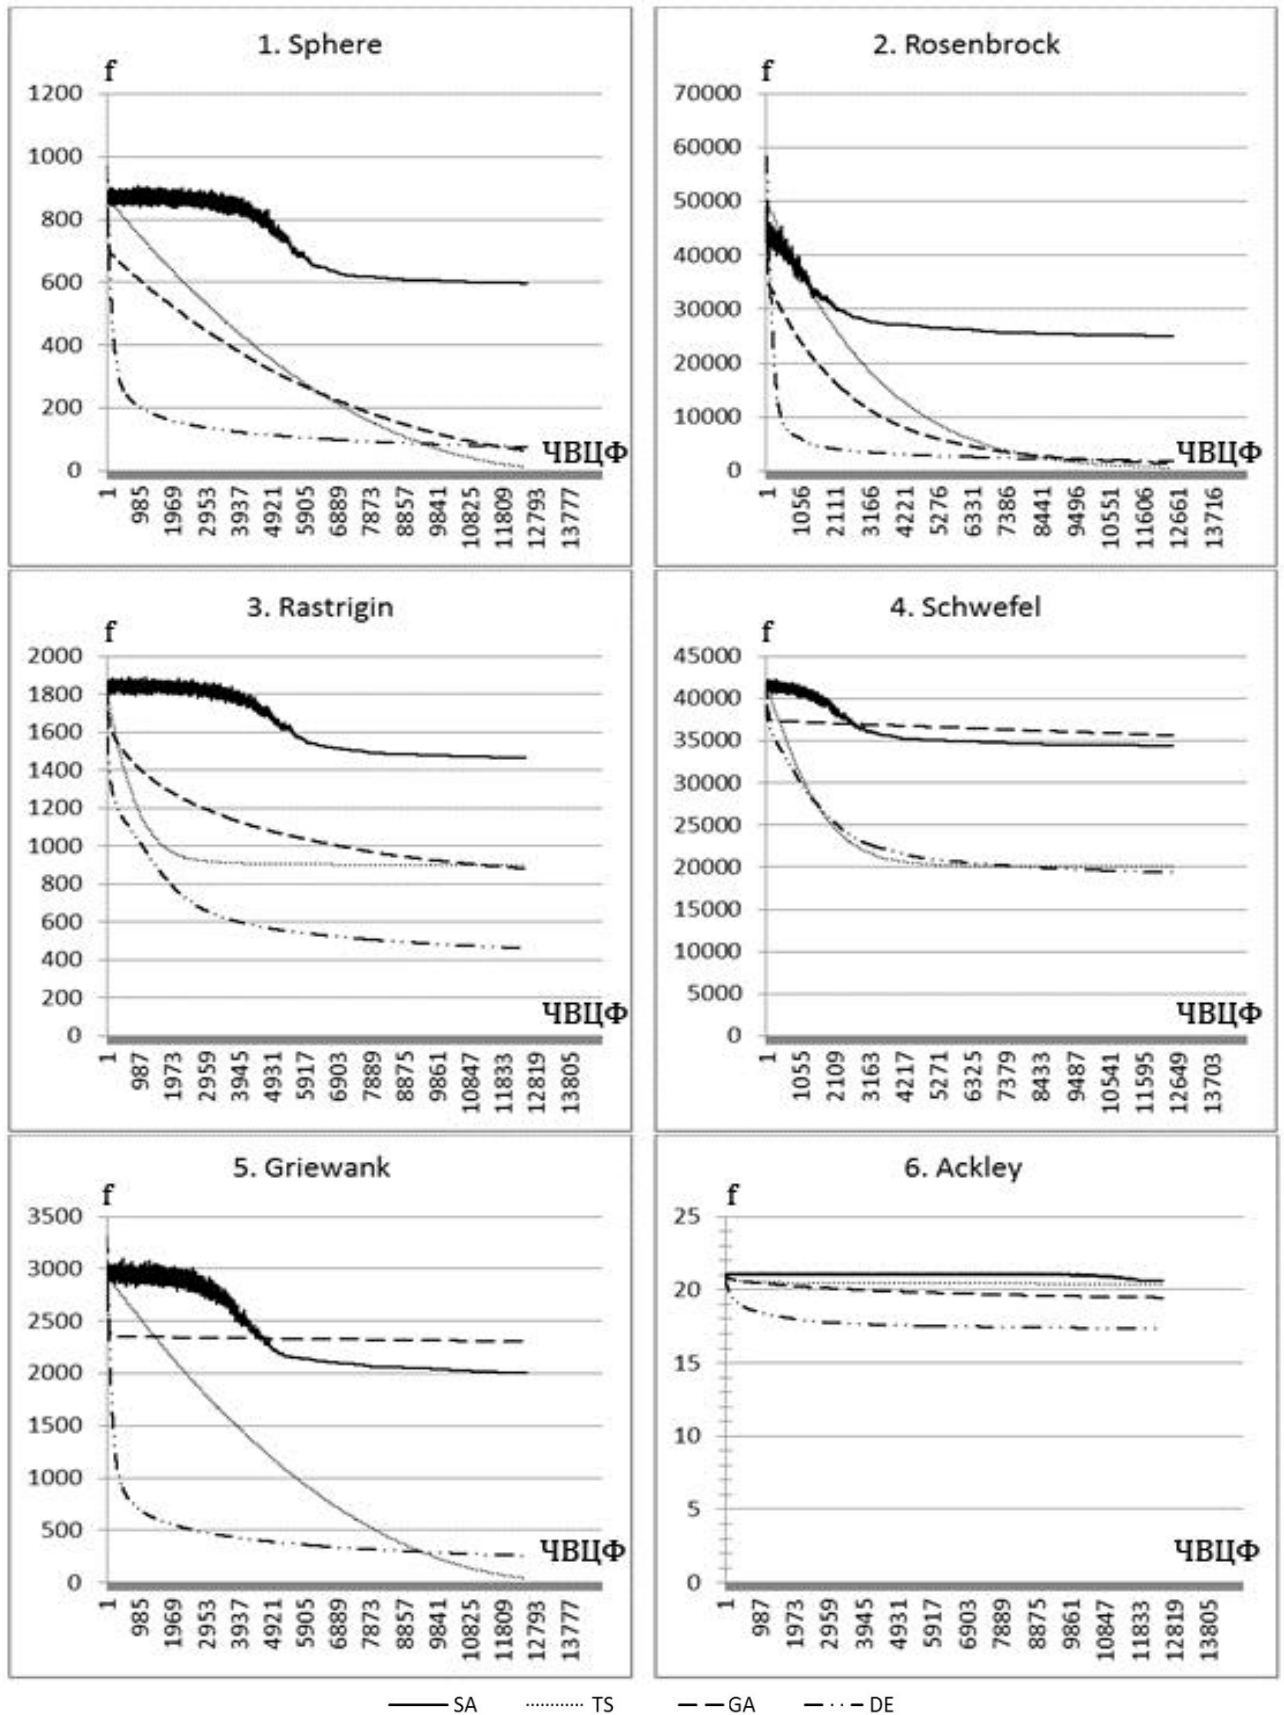 1. Sphere
f
1200
1000
800
600
400
200
0
ЧВЦФ
1 985 1969 2953 3937 4921 5905 6889 7873 8857 9841 10825 11809 12793 13777
2. Rosenbrock
f
70000
60000
50000
40000
30000
20000
10000
0
ЧВЦФ
1 1056 2111 3166 4221 5276 6331 7386 8441 9496 10551 11606 12661 13716
3. Rastrigin
f
2000
1800
1600
1400
1200
1000
800
600
400
200
0
ЧВЦФ
1 987 1973 2959 3945 4931 5917 6903 7889 8875 9861 10847 11833 12819 13805
4. Schwefel
f
45000
40000
35000
30000
25000
20000
15000
10000
5000
0
ЧВЦФ
1 1055 2109 3163 4217 5271 6325 7379 8433 9487 10541 11595 12649 13703
5. Griewank
f
3500
3000
2500
2000
1500
1000
500
0
ЧВЦФ
1 985 1969 2953 3937 4921 5905 6889 7873 8857 9841 10825 11809 12793 13777
6. Ackley
f
25
20
15
10
5
0
ЧВЦФ
1 987 1973 2959 3945 4931 5917 6903 7889 8875 9861 10847 11833 12819 13805
SA TS GA DE